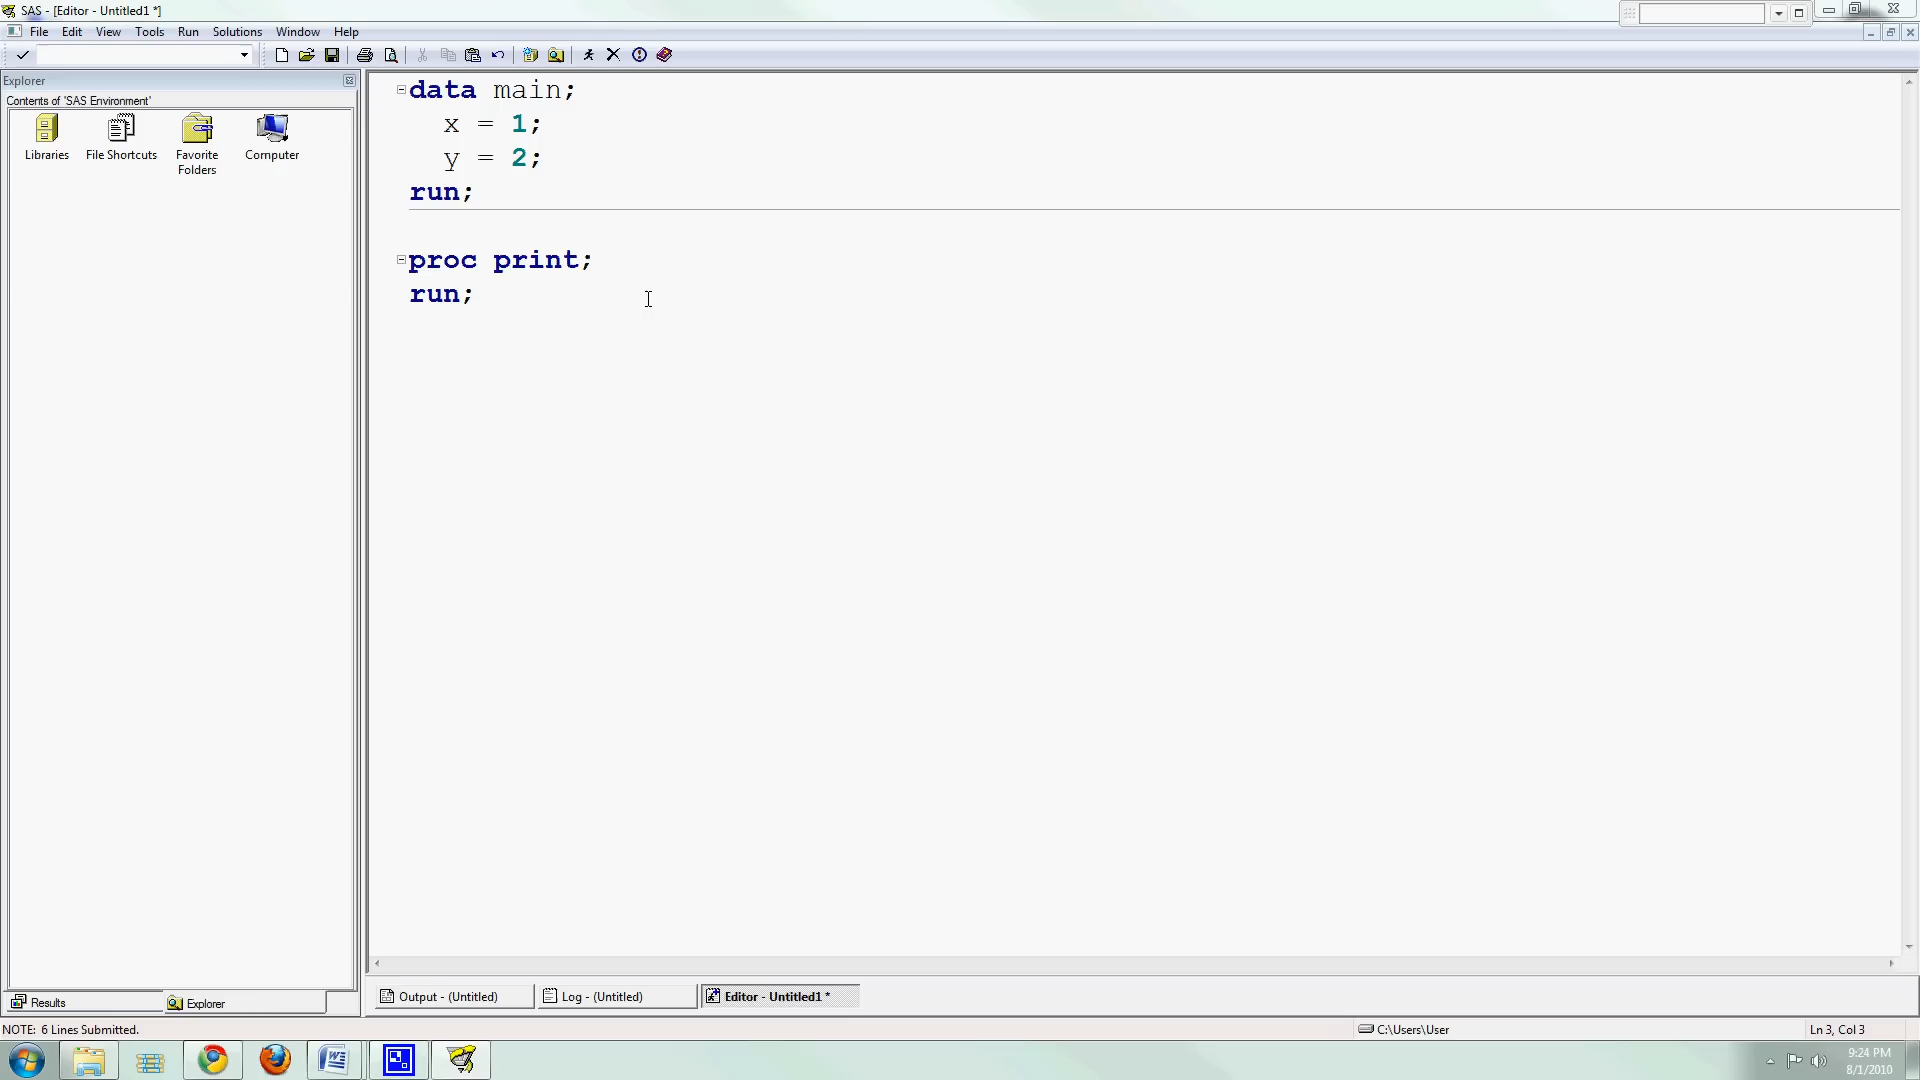 SAS - [Editor - Untitled1 *]
File Edit View Tools Run Solutions Window Help
Explorer
Contents of 'SAS Environment'
Libraries
File Shortcuts
Favorite Folders
Computer
data main;
x = 1;
y = 2;
run;
proc print;
run;
Results
Explorer
Output - (Untitled)
Log - (Untitled)
Editor - Untitled1 *
NOTE: 6 Lines Submitted.
C:\Users\User
Ln 3, Col 3
9:24 PM
8/1/2010